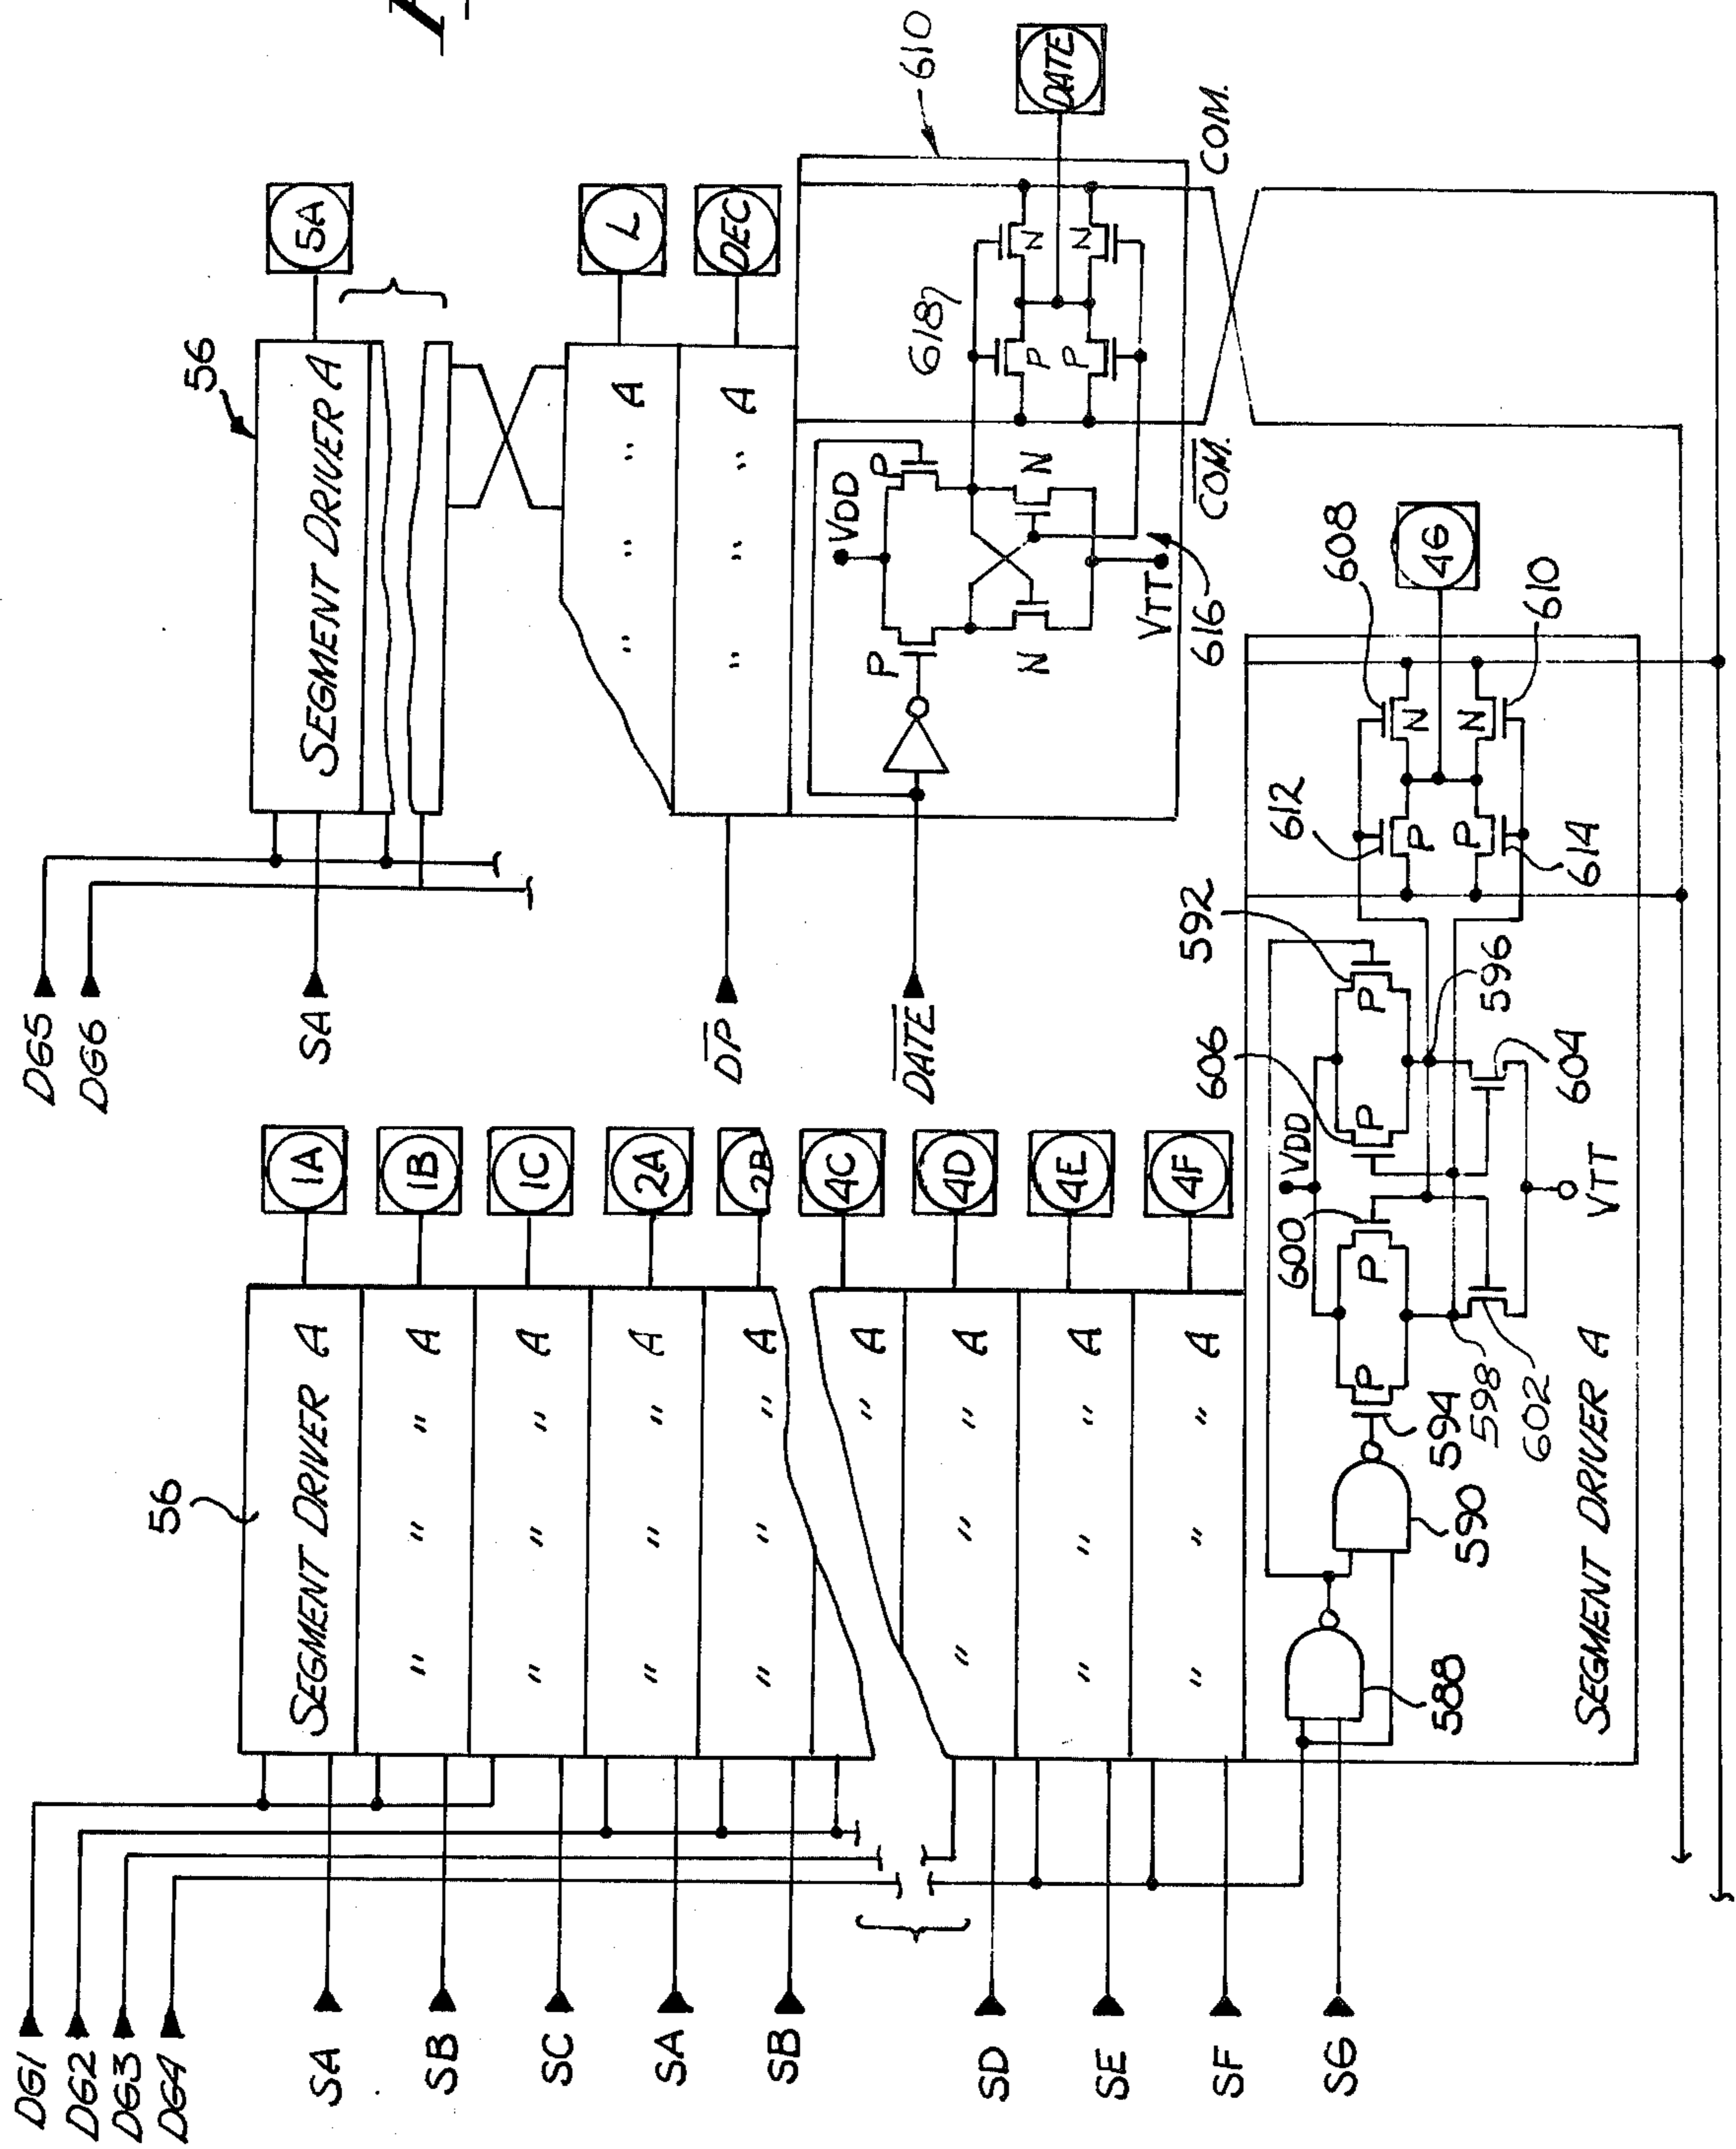 56
SEGMENT DRIVER A
" " " A
" " " A
" " " A
" " " A
" A
" " " A
" " " A
" " " A
DG1
DG2
DG3
DG4
SA
SB
SC
SA
SB
SD
SE
SF
SG
1A
1B
1C
2A
2B
4C
4D
4E
4F
588
590
594
598
602
P
600
P
VDD
606
P
592
P
596
604
VTT
612
P
608
N
P
614
N
610
4G
SEGMENT DRIVER A
DG5
DG6
SA
DP
DATE
56
SEGMENT DRIVER A
5A
" " " A
L
" " " A
DEC
P
VDD
P
N
N
VTT
616
618
P
N
P
N
610
DATE
COM.
COM.